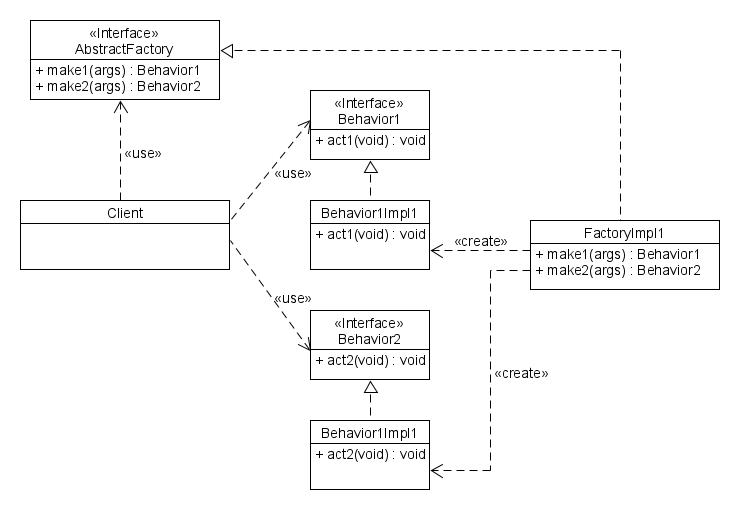 «Interface»
AbstractFactory
+ make1(args) : Behavior1
+ make2(args) : Behavior2
«Interface»
Behavior1
+ act1(void) : void
«use»
«use»
Client
Behavior1Impl1
+ act1(void) : void
FactoryImpl1
+ make1(args) : Behavior1
+ make2(args) : Behavior2
«create»
«use»
«Interface»
Behavior2
+ act2(void) : void
«create»
Behavior1Impl1
+ act2(void) : void